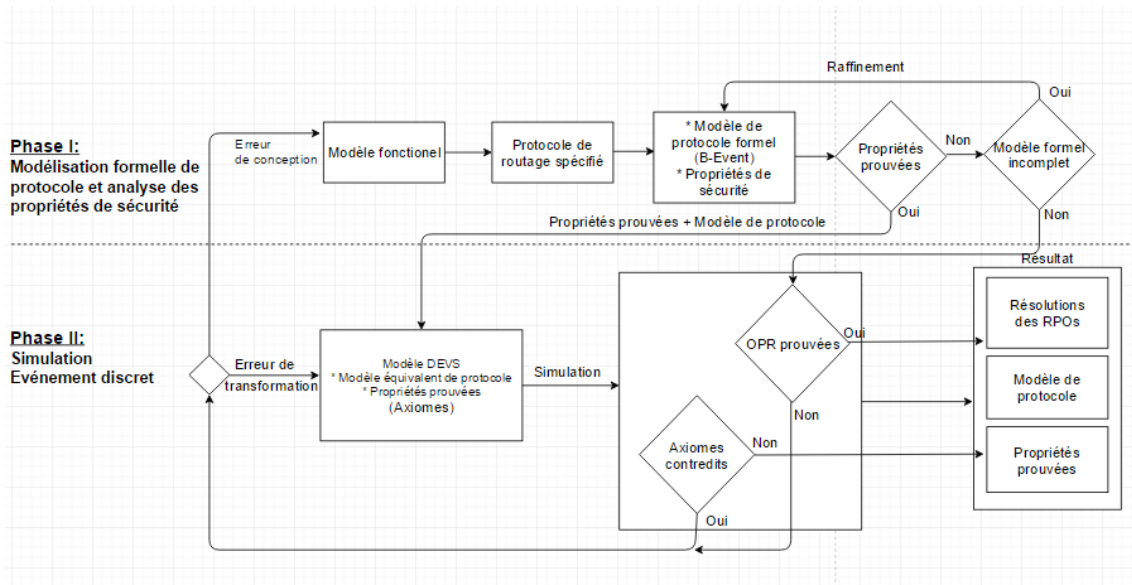 Raffinement
Oui
Phase I:
Modélisation formelle de
protocole et analyse des
propriétés de sécurité
Erreur
de conception
Modèle fonctionel
Protocole de
routage spécifié
* Modèle de
protocole formel
(B-Event)
* Propriétés de
sécurité
Propriétés
prouvées
Non
Modèle formel
incomplet
Oui
Non
Propriétés prouvées + Modèle de protocole
Phase II:
Simulation
Evénement discret
Erreur de
transformation
Modèle DEVS
* Modèle équivalent de protocole
* Propriétés prouvées
(Axiomes)
Simulation
OPR prouvées
Oui
Non
Axiomes
contredits
Non
Oui
Résultat
Résolutions
des RPOs
Modèle de
protocole
Propriétés
prouvées